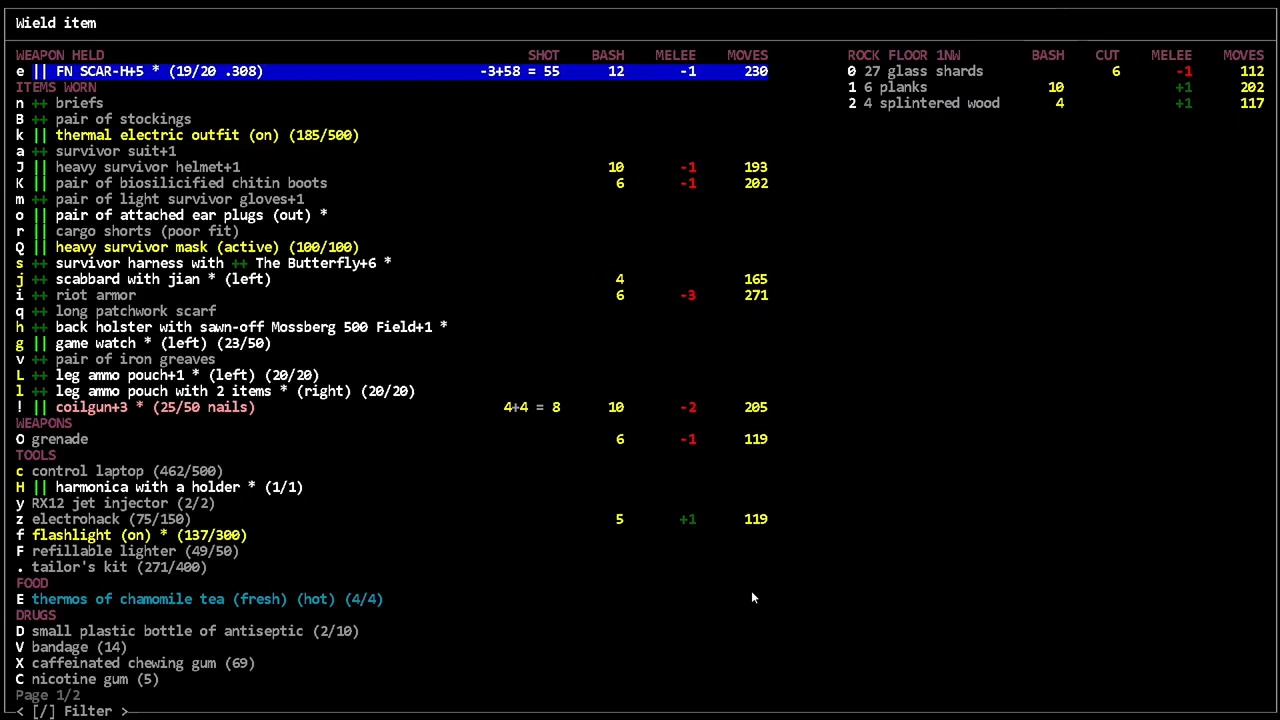 Wield item
WEAPON HELD SHOT BASH MELEE MOVES
e || FN SCAR-H+5 * (19/20 .308) -3+58 = 55 12 -1 230
ITEMS WORN
n ++ briefs
B ++ pair of stockings
k || thermal electric outfit (on) (185/500)
a ++ survivor suit+1
J || heavy survivor helmet+1 10 -1 193
K || pair of biosilicified chitin boots 6 -1 202
m ++ pair of light survivor gloves+1
o || pair of attached ear plugs (out) *
r || cargo shorts (poor fit)
Q || heavy survivor mask (active) (100/100)
s ++ survivor harness with ++ The Butterfly+6 *
j ++ scabbard with jian * (left) 4 165
i ++ riot armor 6 -3 271
q ++ long patchwork scarf
h ++ back holster with sawn-off Mossberg 500 Field+1 *
g || game watch * (left) (23/50)
v ++ pair of iron greaves
L ++ leg ammo pouch+1 * (left) (20/20)
l ++ leg ammo pouch with 2 items * (right) (20/20)
! || coilgun+3 * (25/50 nails) 4+4 = 8 10 -2 205
WEAPONS
O grenade 6 -1 119
TOOLS
c control laptop (462/500)
H || harmonica with a holder * (1/1)
y RX12 jet injector (2/2)
z electrohack (75/150) 5 +1 119
f flashlight (on) * (137/300)
F refillable lighter (49/50)
. tailor's kit (271/400)
FOOD
E thermos of chamomile tea (fresh) (hot) (4/4)
DRUGS
D small plastic bottle of antiseptic (2/10)
V bandage (14)
X caffeinated chewing gum (69)
C nicotine gum (5)
Page 1/2
< [/] Filter >
ROCK FLOOR 1NW BASH CUT MELEE MOVES
0 27 glass shards 6 -1 112
1 6 planks 10 +1 202
2 4 splintered wood 4 +1 117